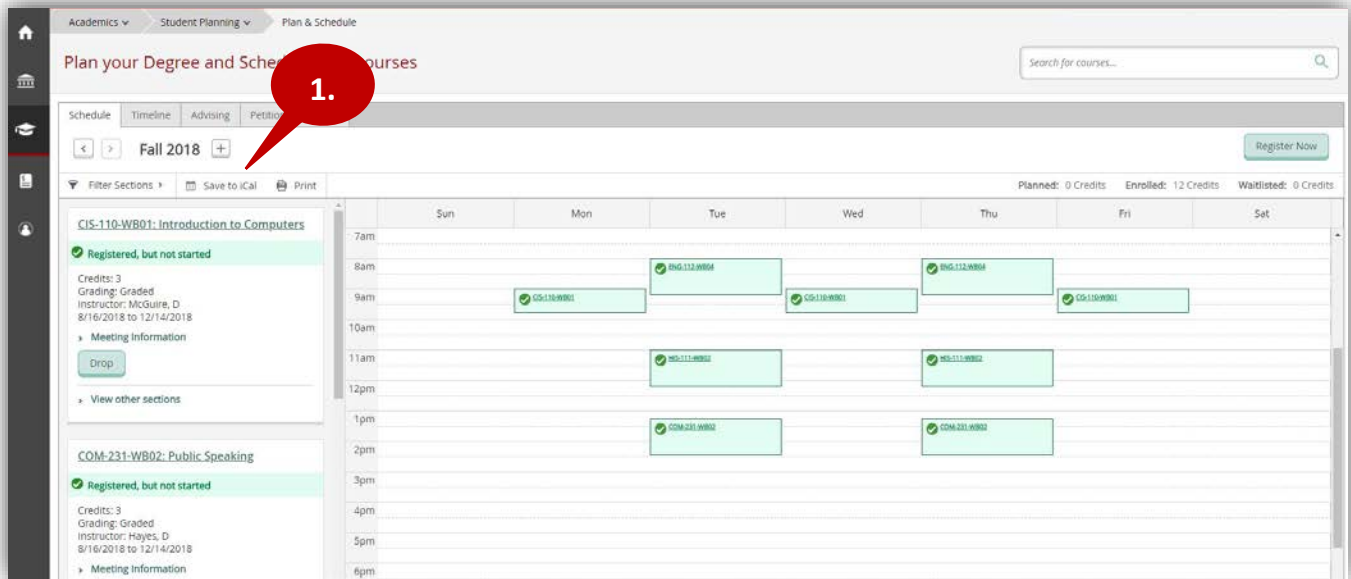 Academics Student Planning Plan & Schedule
Plan your Degree and Sche urses
Search for courses...
1.
Schedule Timeline Advising Petitio
< > Fall 2018 +
Register Now
Filter Sections Save to iCal Print
Planned: 0 Credits Enrolled: 12 Credits Waitlisted: 0 Credits
CIS-110-WB01: Introduction to Computers
Registered, but not started
Credits: 3
Grading: Graded
Instructor: McGuire, D
8/16/2018 to 12/14/2018
Meeting Information
Drop
View other sections
COM-231-WB02: Public Speaking
Registered, but not started
Credits: 3
Grading: Graded
Instructor: Hayes, D
8/16/2018 to 12/14/2018
Meeting Information
Sun Mon Tue Wed Thu Fri Sat
7am
8am
ENG-112-WB04 ENG-112-WB04
9am
CIS-110-WB01 CIS-110-WB01 CIS-110-WB01
10am
11am
HIS-111-WB02 HIS-111-WB02
12pm
1pm
COM-231-WB02 COM-231-WB02
2pm
3pm
4pm
5pm
6pm